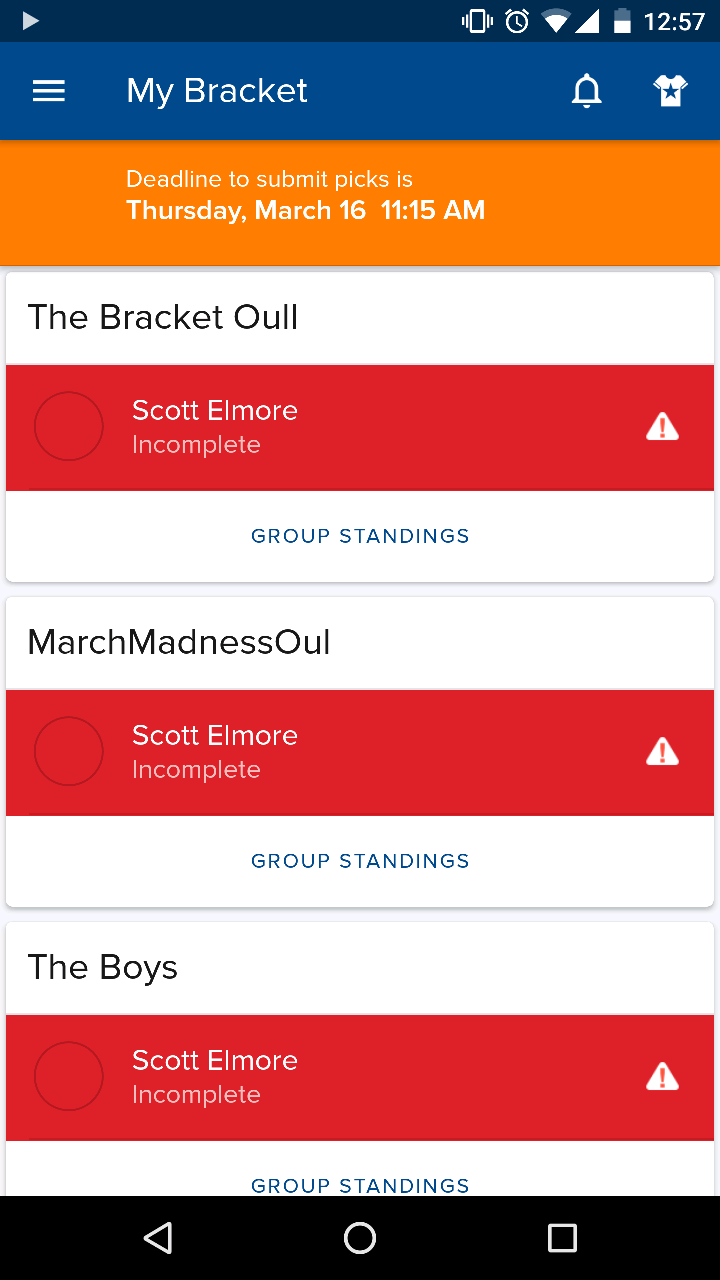 12:57
My Bracket
Deadline to submit picks is
Thursday, March 16 11:15 AM
The Bracket Oull
Scott Elmore
Incomplete
GROUP STANDINGS
MarchMadnessOul
Scott Elmore
Incomplete
GROUP STANDINGS
The Boys
Scott Elmore
Incomplete
GROUP STANDINGS